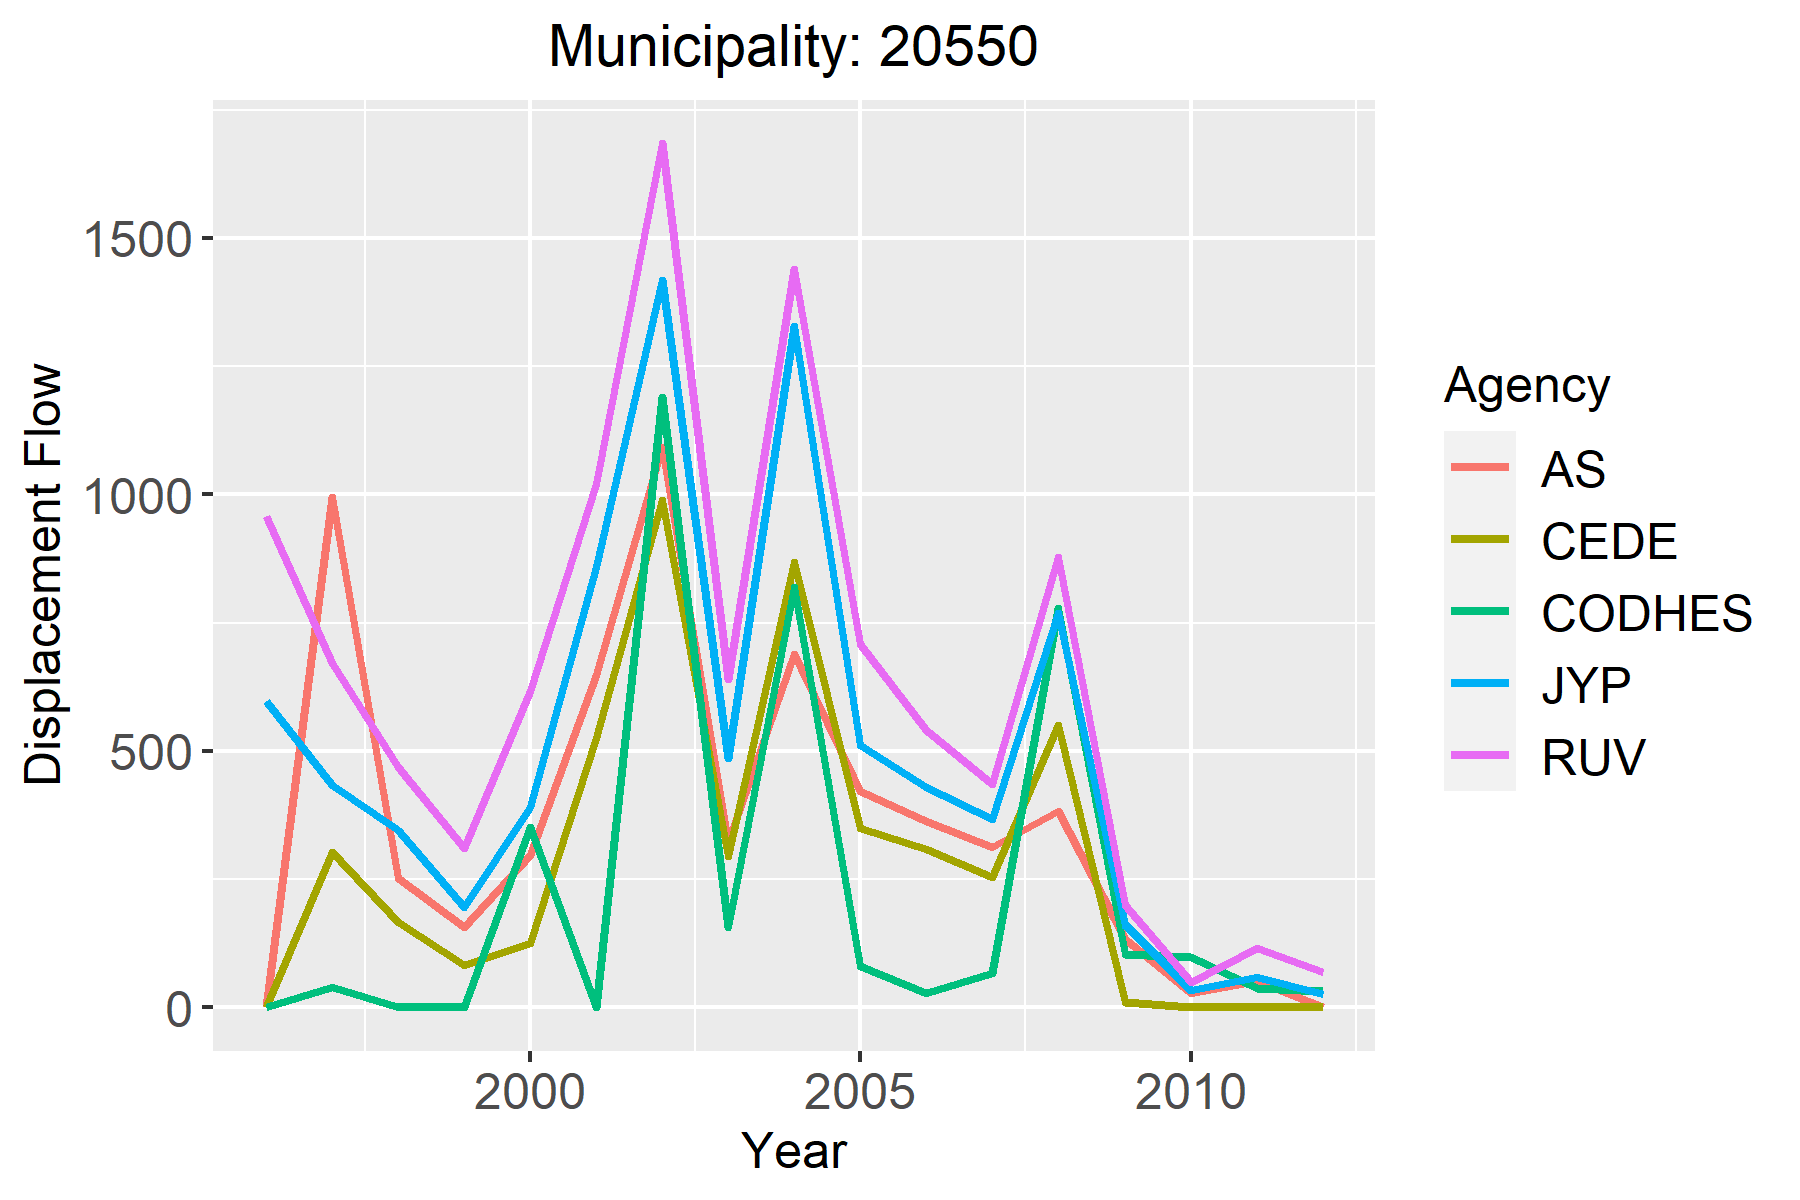 Municipality: 20550
Displacement Flow
1500
1000
500
0
2000
2005
2010
Year
Agency
AS
CEDE
CODHES
JYP
RUV